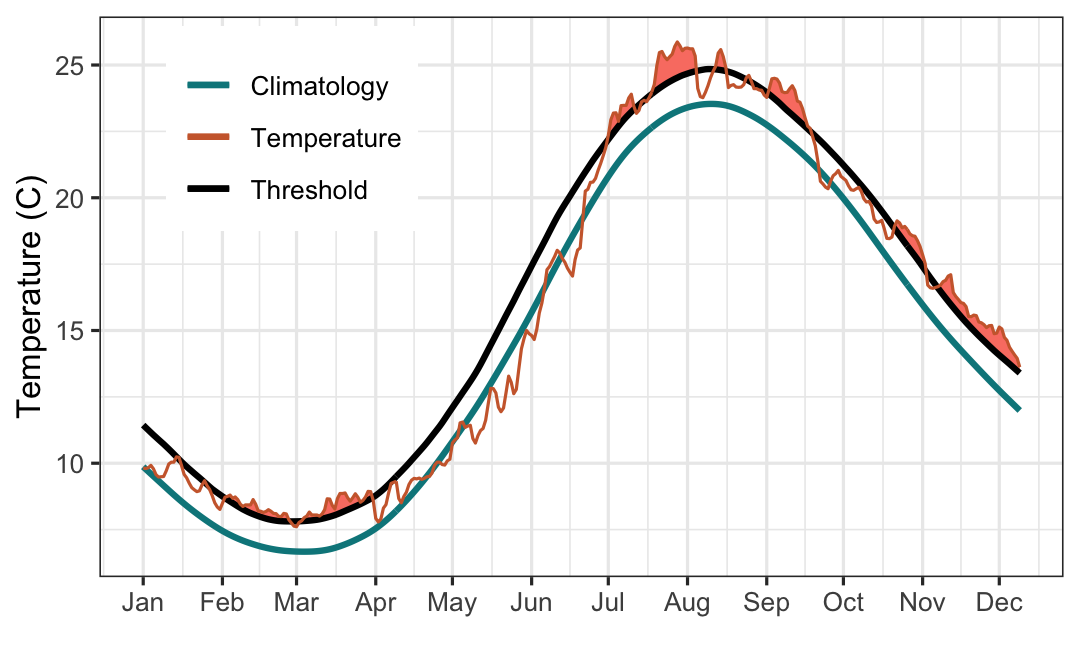 Temperature (C)
25
20
15
10
Climatology
Temperature
Threshold
Jan Feb Mar Apr May Jun Jul Aug Sep Oct Nov Dec